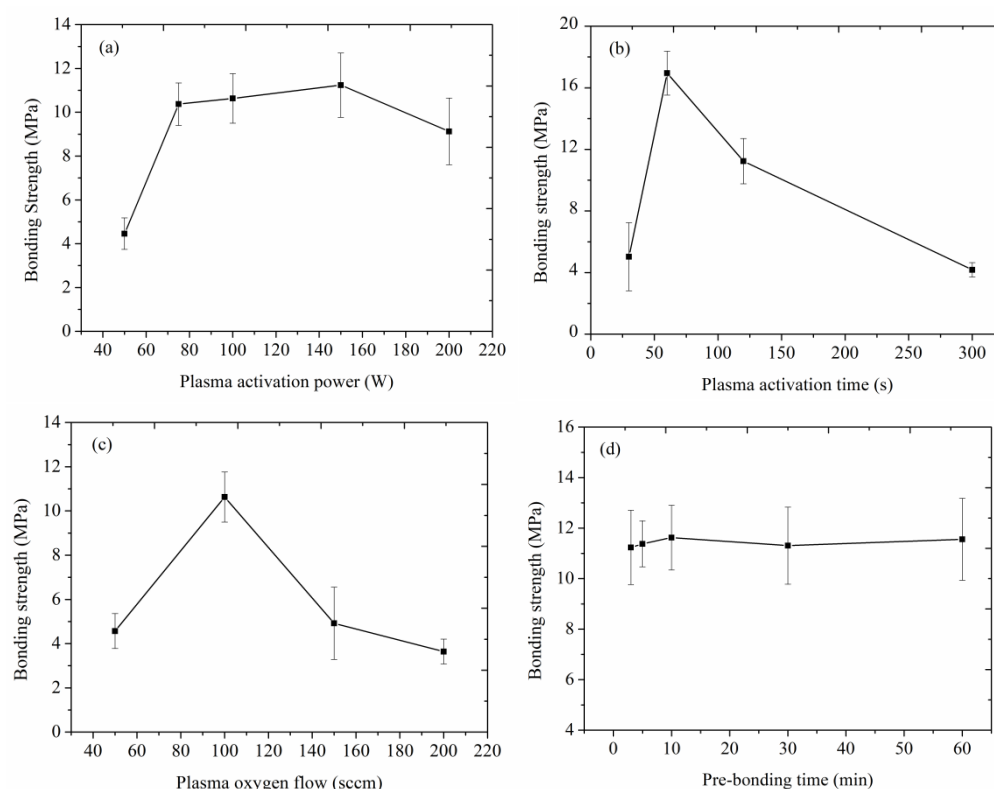 (a)
Bonding Strength (MPa)
14
12
10
8
6
4
2
0
40 60 80 100 120 140 160 180 200 220
Plasma activation power (W)
(b)
Bonding strength (MPa)
20
16
12
8
4
0
0 50 100 150 200 250 300
Plasma activation time (s)
(c)
Bonding strength (MPa)
14
12
10
8
6
4
2
0
40 60 80 100 120 140 160 180 200 220
Plasma oxygen flow (sccm)
(d)
Bonding strength (MPa)
16
14
12
10
8
6
4
0 10 20 30 40 50 60
Pre-bonding time (min)